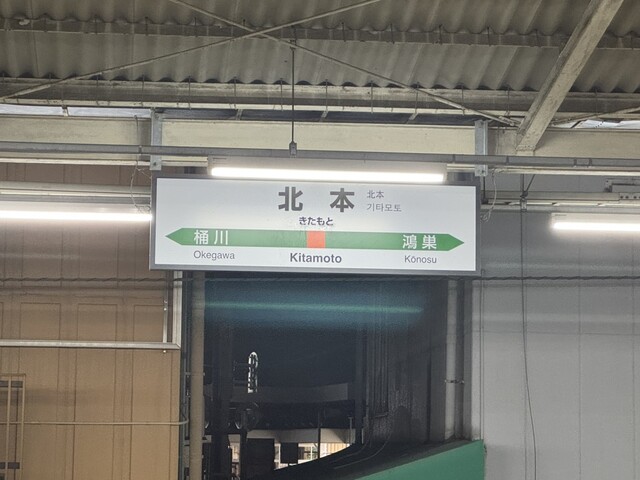 北本
北本
기타모토
きたもと
桶川
鴻巣
Okegawa
Kitamoto
Kōnosu